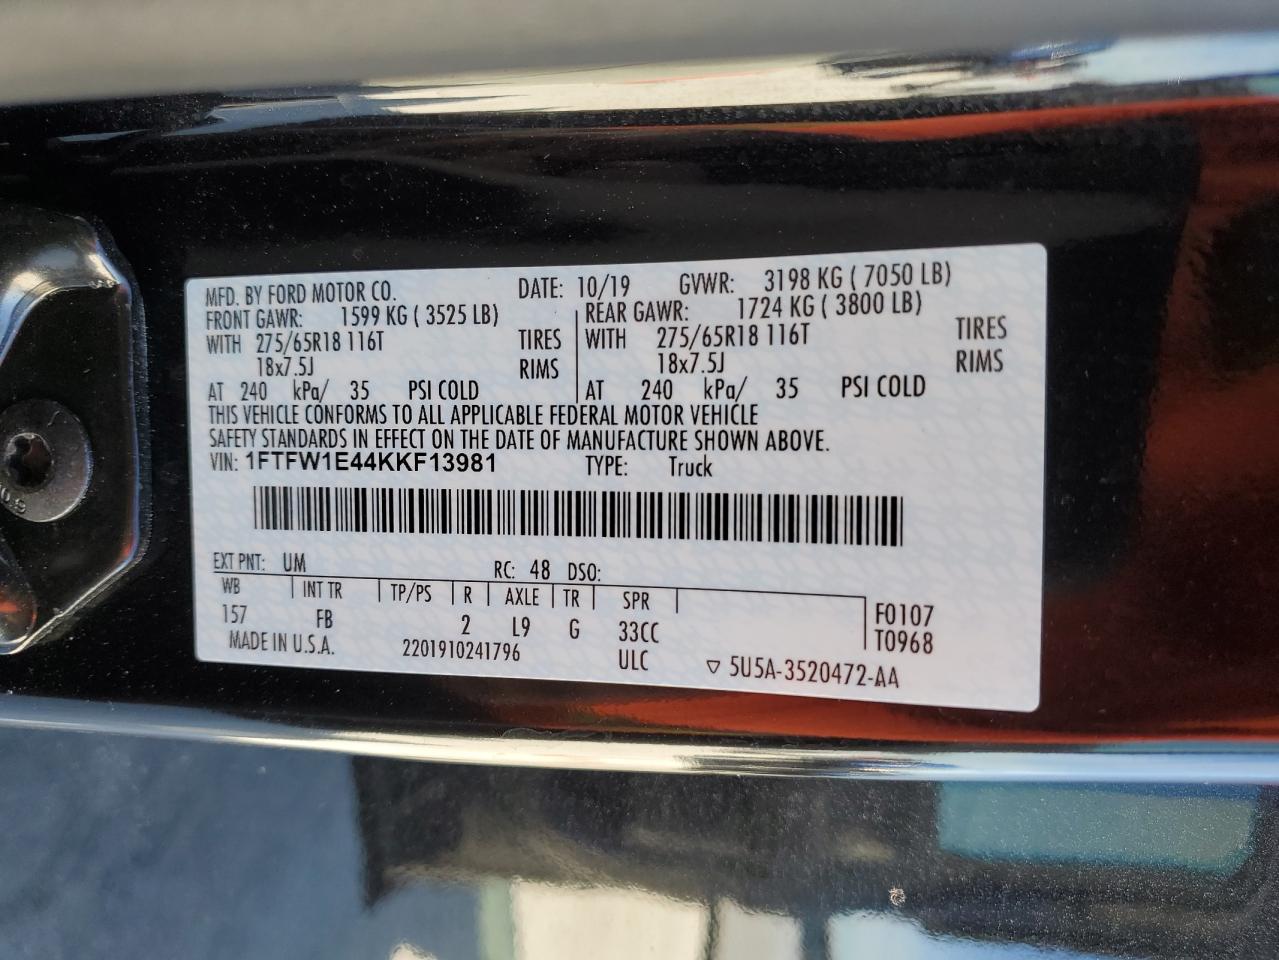 MFD. BY FORD MOTOR CO. DATE: 10/19 GVWR: 3198 KG ( 7050 LB)
FRONT GAWR: 1599 KG ( 3525 LB) REAR GAWR: 1724 KG ( 3800 LB)
WITH 275/65R18 116T TIRES WITH 275/65R18 116T TIRES
18x7.5J RIMS 18x7.5J RIMS
AT 240 kPa/ 35 PSI COLD AT 240 kPa/ 35 PSI COLD
THIS VEHICLE CONFORMS TO ALL APPLICABLE FEDERAL MOTOR VEHICLE
SAFETY STANDARDS IN EFFECT ON THE DATE OF MANUFACTURE SHOWN ABOVE.
VIN: 1FTFW1E44KKF13981 TYPE: Truck
EXT PNT: UM RC: 48 DSO:
WB INT TR TP/PS R AXLE TR SPR
157 FB 2 L9 G 33CC F0107
MADE IN U.S.A. 2201910241796 ULC T0968
▽ 5U5A-3520472-AA